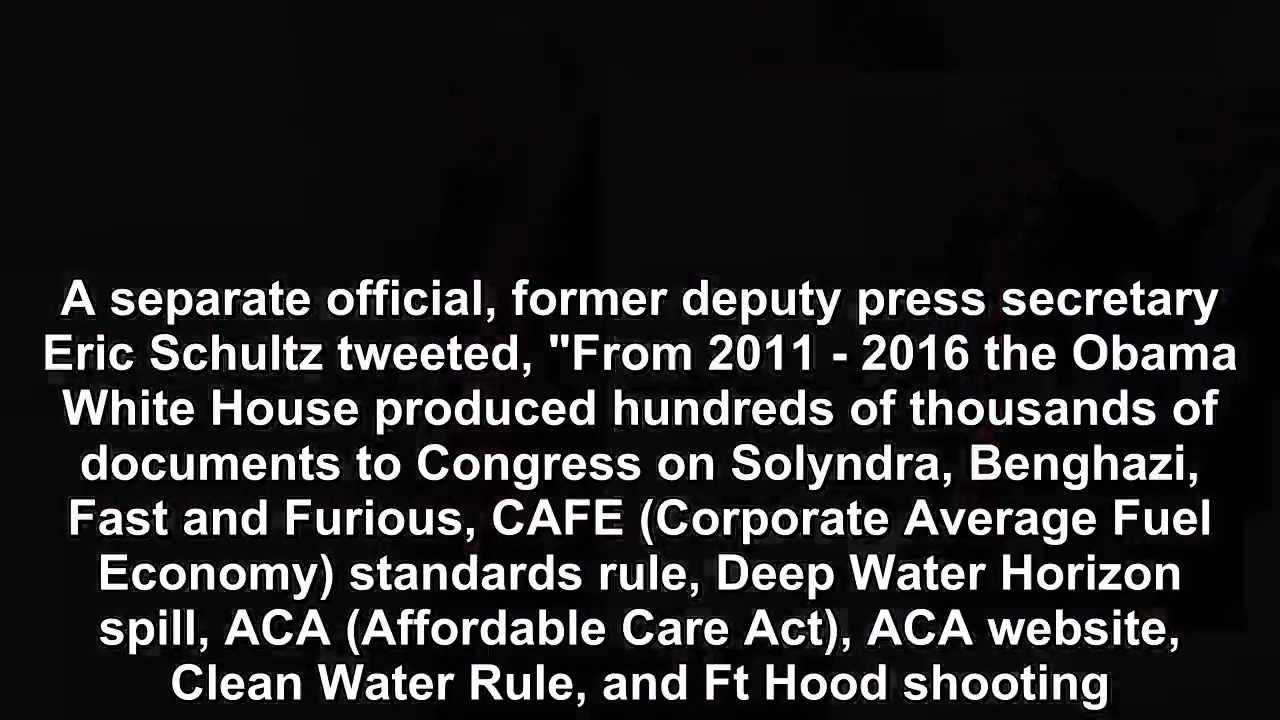 A separate official, former deputy press secretary
Eric Schultz tweeted, "From 2011 - 2016 the Obama
White House produced hundreds of thousands of
documents to Congress on Solyndra, Benghazi,
Fast and Furious, CAFE (Corporate Average Fuel
Economy) standards rule, Deep Water Horizon
spill, ACA (Affordable Care Act), ACA website,
Clean Water Rule, and Ft Hood shooting